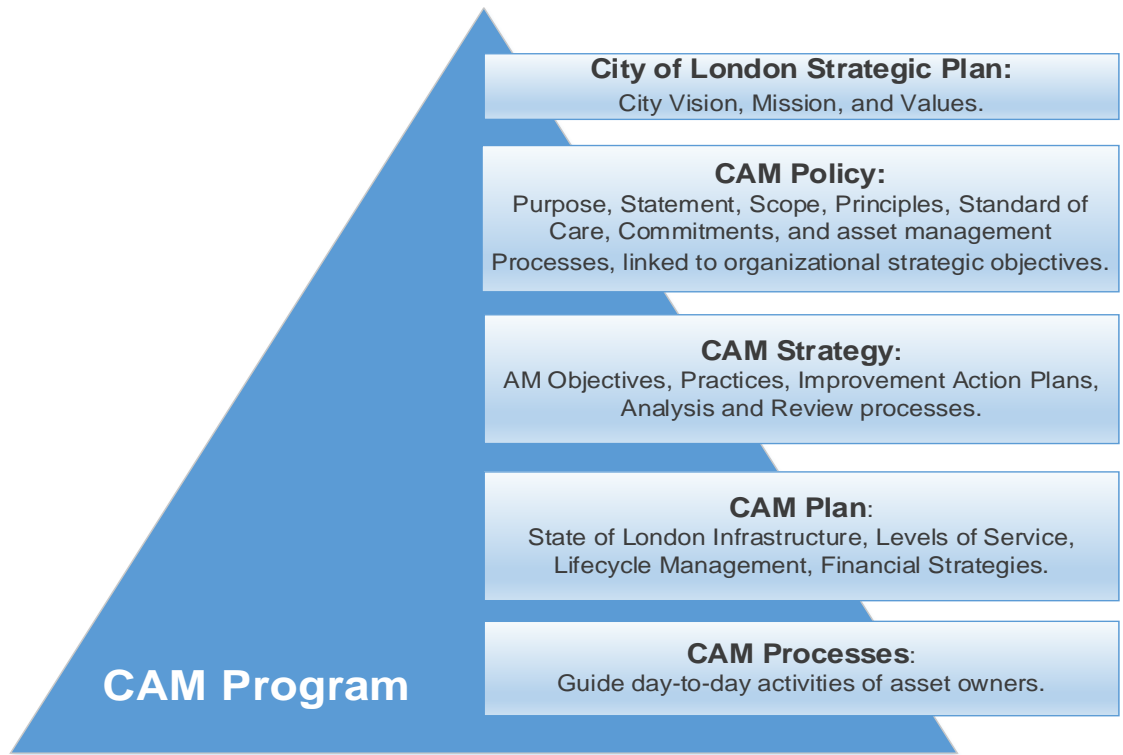 City of London Strategic Plan:
City Vision, Mission, and Values.
CAM Policy:
Purpose, Statement, Scope, Principles, Standard of
Care, Commitments, and asset management
Processes, linked to organizational strategic objectives.
CAM Strategy:
AM Objectives, Practices, Improvement Action Plans,
Analysis and Review processes.
CAM Plan:
State of London Infrastructure, Levels of Service,
Lifecycle Management, Financial Strategies.
CAM Processes:
Guide day-to-day activities of asset owners.
CAM Program